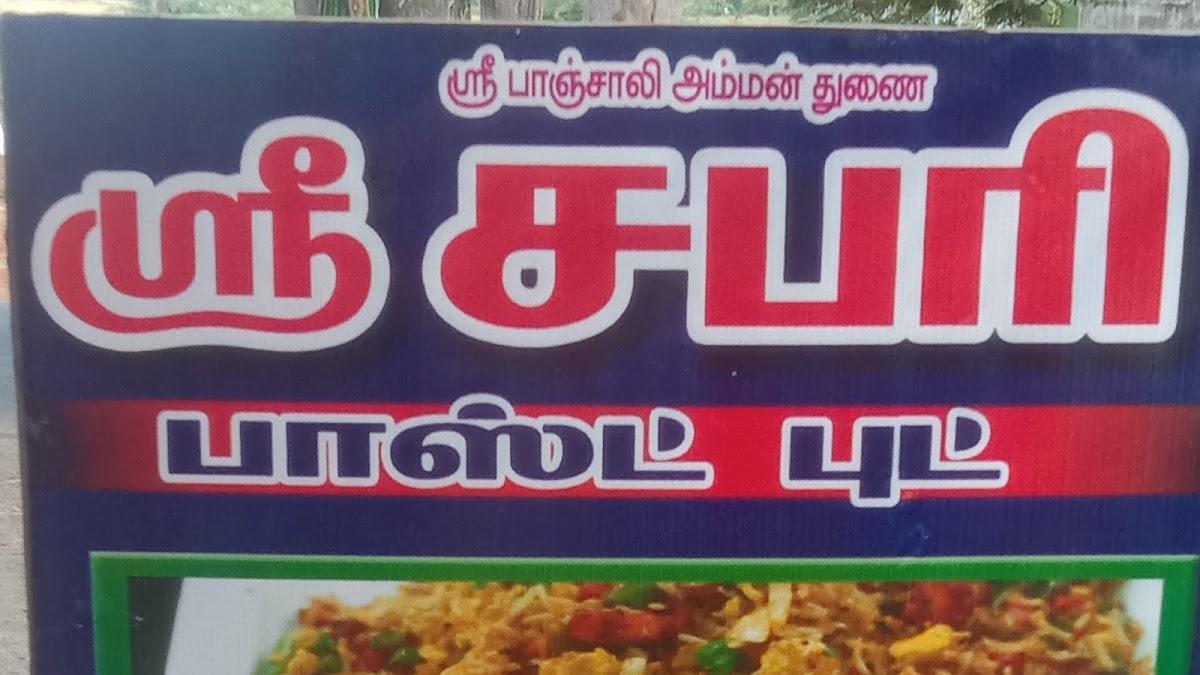 ஸ்ரீ பாஞ்சாலி அம்மன் துணை
ஸ்ரீ சபரி
பாஸ்ட் புட்